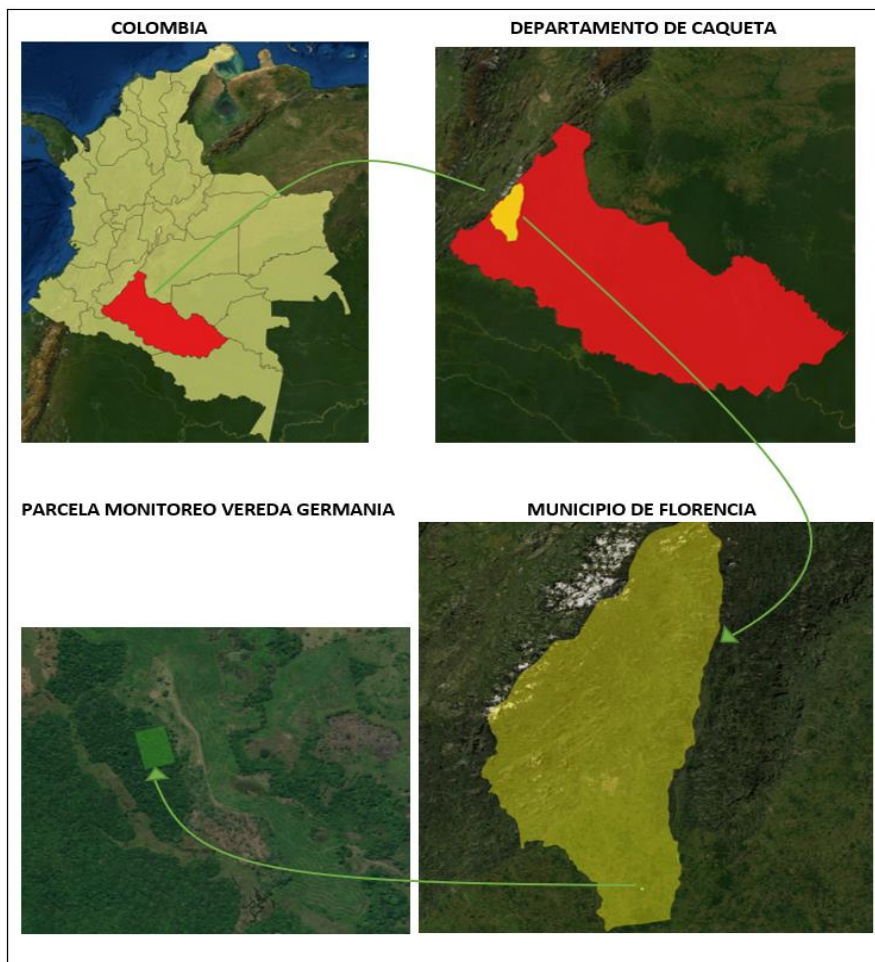 COLOMBIA
DEPARTAMENTO DE CAQUETA
PARCELA MONITOREO VEREDA GERMANIA
MUNICIPIO DE FLORENCIA